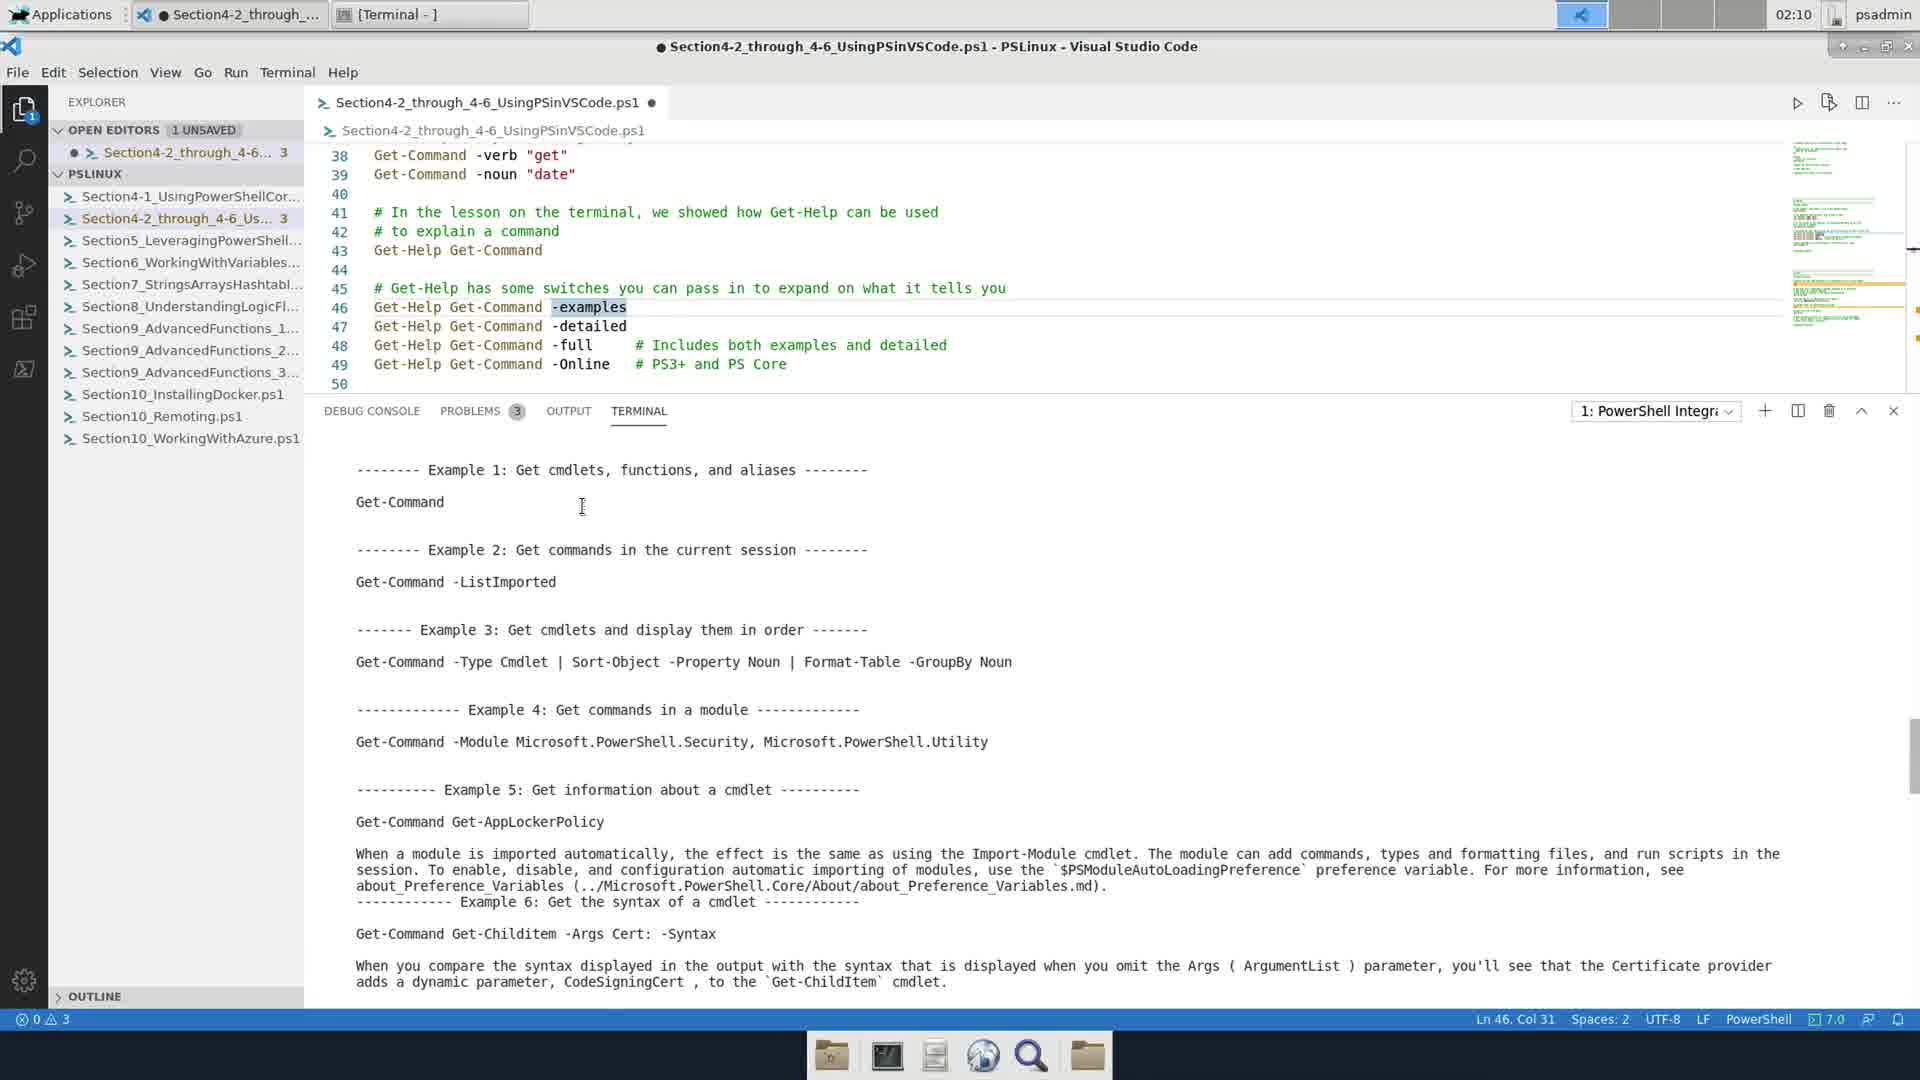 Applications
● Section4-2_through_...
[Terminal - ]
02:10
psadmin
● Section4-2_through_4-6_UsingPSinVSCode.ps1 - PSLinux - Visual Studio Code
File Edit Selection View Go Run Terminal Help
1
EXPLORER
OPEN EDITORS 1 UNSAVED
● Section4-2_through_4-6... 3
PSLINUX
Section4-1_UsingPowerShellCor...
Section4-2_through_4-6_Us... 3
Section5_LeveragingPowerShell...
Section6_WorkingWithVariables...
Section7_StringsArraysHashtabl...
Section8_UnderstandingLogicFl...
Section9_AdvancedFunctions_1...
Section9_AdvancedFunctions_2...
Section9_AdvancedFunctions_3...
Section10_InstallingDocker.ps1
Section10_Remoting.ps1
Section10_WorkingWithAzure.ps1
OUTLINE
Section4-2_through_4-6_UsingPSinVSCode.ps1 ●
Section4-2_through_4-6_UsingPSinVSCode.ps1
38 Get-Command -verb "get"
39 Get-Command -noun "date"
40
41 # In the lesson on the terminal, we showed how Get-Help can be used
42 # to explain a command
43 Get-Help Get-Command
44
45 # Get-Help has some switches you can pass in to expand on what it tells you
46 Get-Help Get-Command -examples
47 Get-Help Get-Command -detailed
48 Get-Help Get-Command -full # Includes both examples and detailed
49 Get-Help Get-Command -Online # PS3+ and PS Core
50
DEBUG CONSOLE PROBLEMS 3 OUTPUT TERMINAL
1: PowerShell Integra
-------- Example 1: Get cmdlets, functions, and aliases --------
Get-Command
-------- Example 2: Get commands in the current session --------
Get-Command -ListImported
------- Example 3: Get cmdlets and display them in order -------
Get-Command -Type Cmdlet | Sort-Object -Property Noun | Format-Table -GroupBy Noun
------------- Example 4: Get commands in a module -------------
Get-Command -Module Microsoft.PowerShell.Security, Microsoft.PowerShell.Utility
---------- Example 5: Get information about a cmdlet ----------
Get-Command Get-AppLockerPolicy
When a module is imported automatically, the effect is the same as using the Import-Module cmdlet. The module can add commands, types and formatting files, and run scripts in the
session. To enable, disable, and configuration automatic importing of modules, use the `$PSModuleAutoLoadingPreference` preference variable. For more information, see
about_Preference_Variables (../Microsoft.PowerShell.Core/About/about_Preference_Variables.md).
------------ Example 6: Get the syntax of a cmdlet ------------
Get-Command Get-Childitem -Args Cert: -Syntax
When you compare the syntax displayed in the output with the syntax that is displayed when you omit the Args ( ArgumentList ) parameter, you'll see that the Certificate provider
adds a dynamic parameter, CodeSigningCert , to the `Get-ChildItem` cmdlet.
0 3
Ln 46, Col 31 Spaces: 2 UTF-8 LF PowerShell 7.0